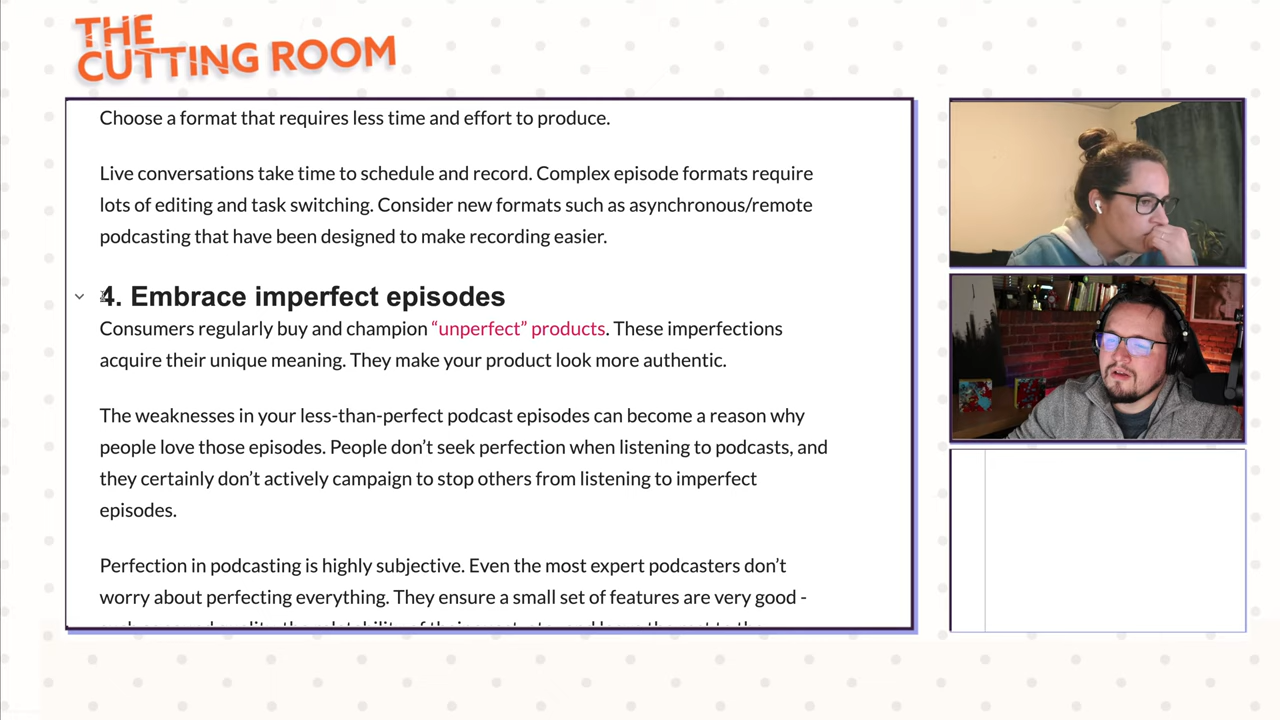 THE
CUTTING ROOM
Choose a format that requires less time and effort to produce.
Live conversations take time to schedule and record. Complex episode formats require
lots of editing and task switching. Consider new formats such as asynchronous/remote
podcasting that have been designed to make recording easier.
4. Embrace imperfect episodes
Consumers regularly buy and champion “unperfect” products. These imperfections
acquire their unique meaning. They make your product look more authentic.
The weaknesses in your less-than-perfect podcast episodes can become a reason why
people love those episodes. People don’t seek perfection when listening to podcasts, and
they certainly don’t actively campaign to stop others from listening to imperfect
episodes.
Perfection in podcasting is highly subjective. Even the most expert podcasters don’t
worry about perfecting everything. They ensure a small set of features are very good -